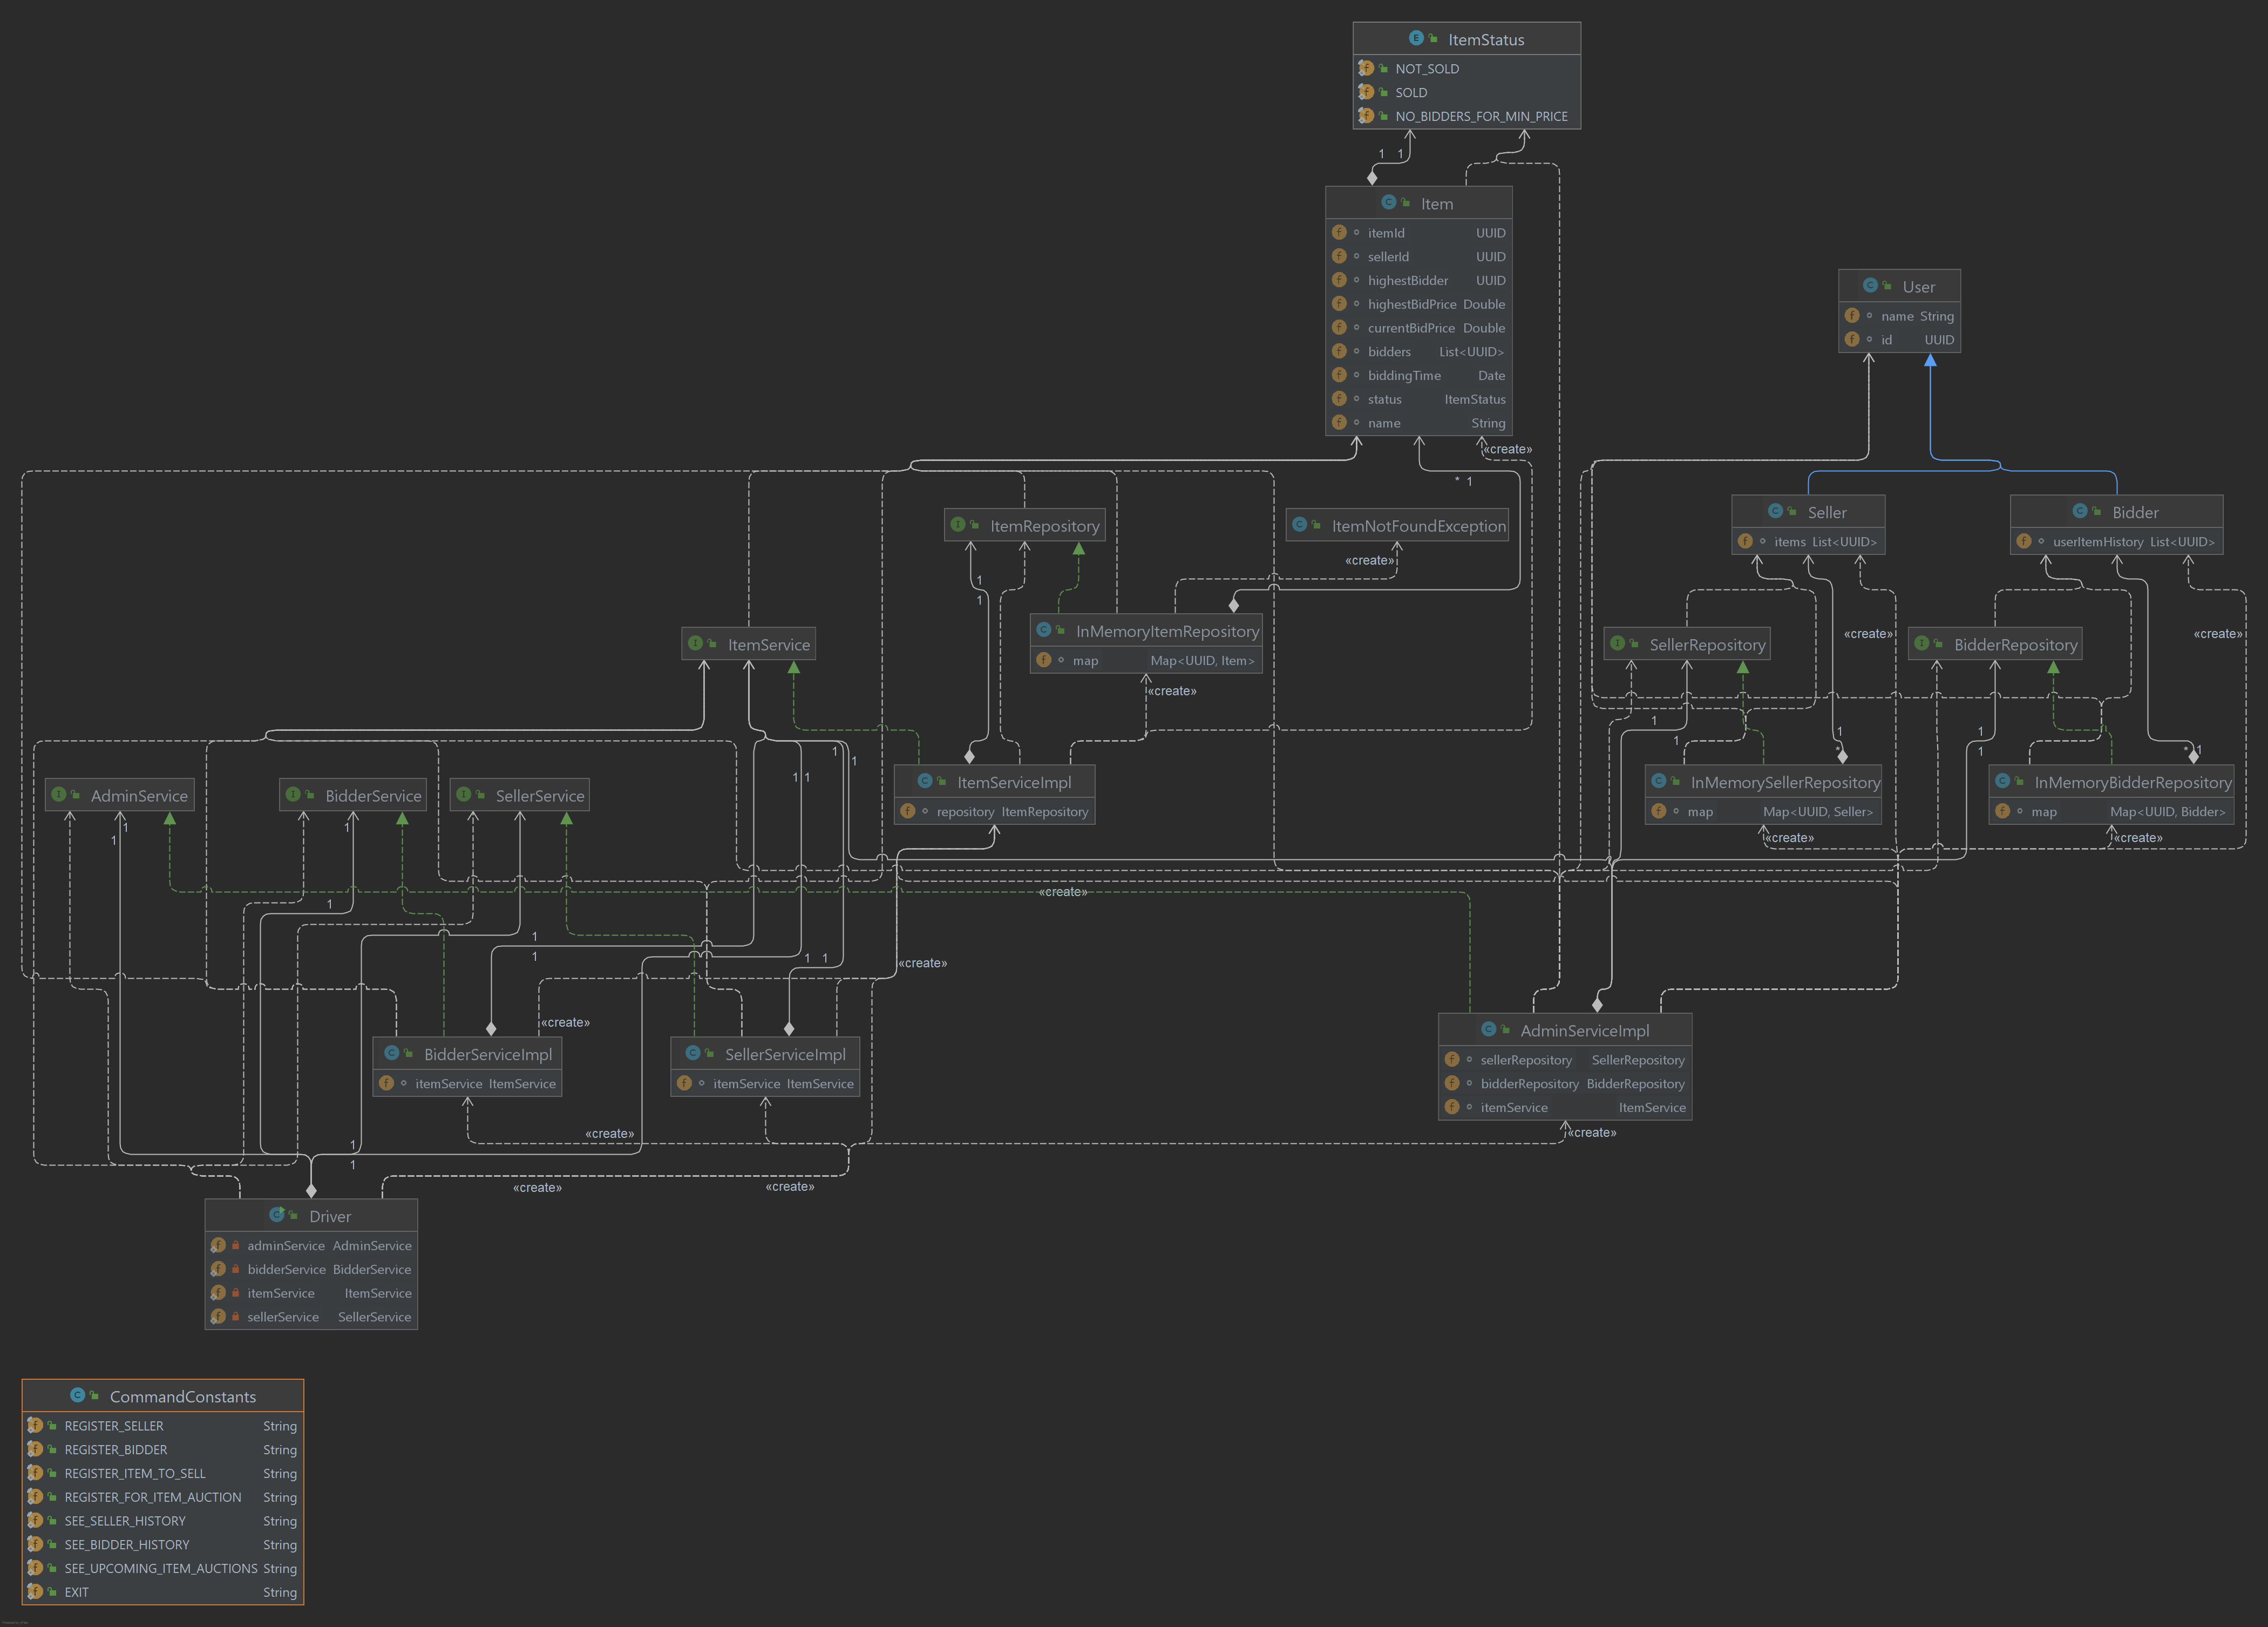 ItemStatus
NOT_SOLD
SOLD
NO_BIDDERS_FOR_MIN_PRICE
1 1
Item
itemId UUID
sellerId UUID
highestBidder UUID
highestBidPrice Double
currentBidPrice Double
bidders List<UUID>
biddingTime Date
status ItemStatus
name String
User
name String
id UUID
«create»
* 1
Seller
items List<UUID>
Bidder
userItemHistory List<UUID>
ItemRepository
ItemNotFoundException
«create»
1
1
InMemoryItemRepository
map Map<UUID, Item>
«create»
ItemService
SellerRepository
«create»
BidderRepository
«create»
1
1
1
*
1
1
* 1
1
1
1 1
AdminService
BidderService
SellerService
ItemServiceImpl
repository ItemRepository
InMemorySellerRepository
map Map<UUID, Seller>
«create»
InMemoryBidderRepository
map Map<UUID, Bidder>
«create»
1
1
1
«create»
1
1
1
1 1
«create»
«create»
BidderServiceImpl
itemService ItemService
SellerServiceImpl
itemService ItemService
AdminServiceImpl
sellerRepository SellerRepository
bidderRepository BidderRepository
itemService ItemService
«create»
«create»
1
1
«create»
«create»
Driver
adminService AdminService
bidderService BidderService
itemService ItemService
sellerService SellerService
CommandConstants
REGISTER_SELLER String
REGISTER_BIDDER String
REGISTER_ITEM_TO_SELL String
REGISTER_FOR_ITEM_AUCTION String
SEE_SELLER_HISTORY String
SEE_BIDDER_HISTORY String
SEE_UPCOMING_ITEM_AUCTIONS String
EXIT String